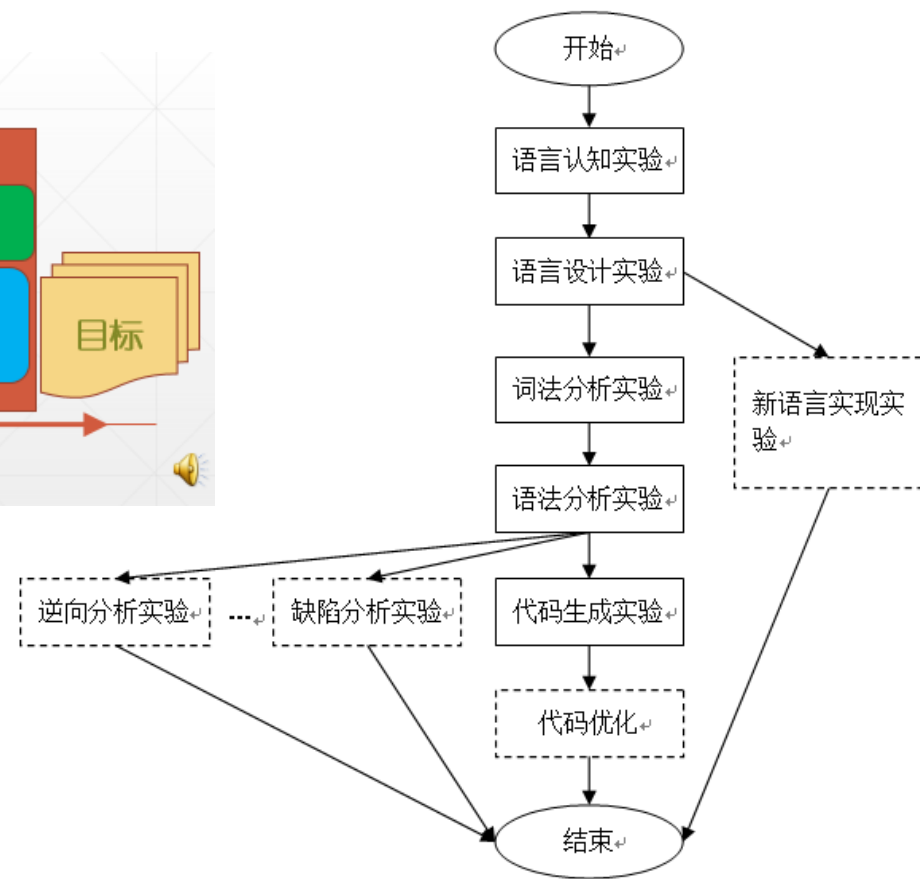 开始
语言认知实验
语言设计实验
目标
词法分析实验
新语言实现实
验
语法分析实验
逆向分析实验
...
缺陷分析实验
代码生成实验
代码优化
结束